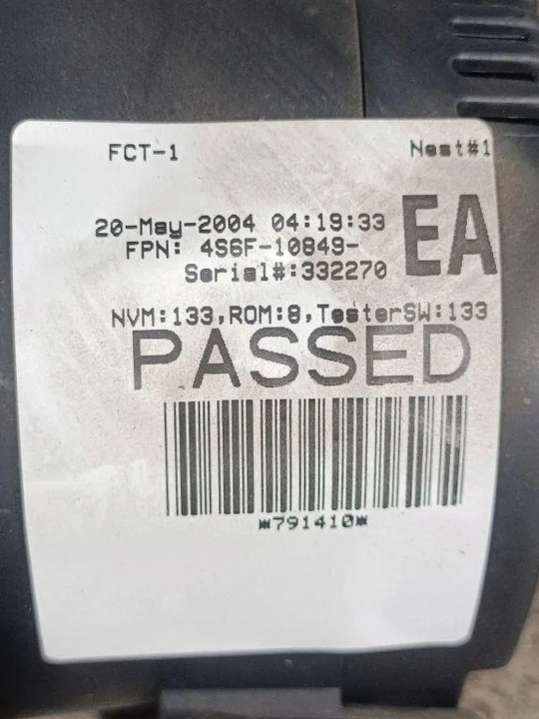 FCT-1 Nest#1
20-May-2004 04:19:33
FPN: 4S6F-10849- EA
Serial#:332270
NVM:133,ROM:8,TesterSW:133
PASSED
*791410*